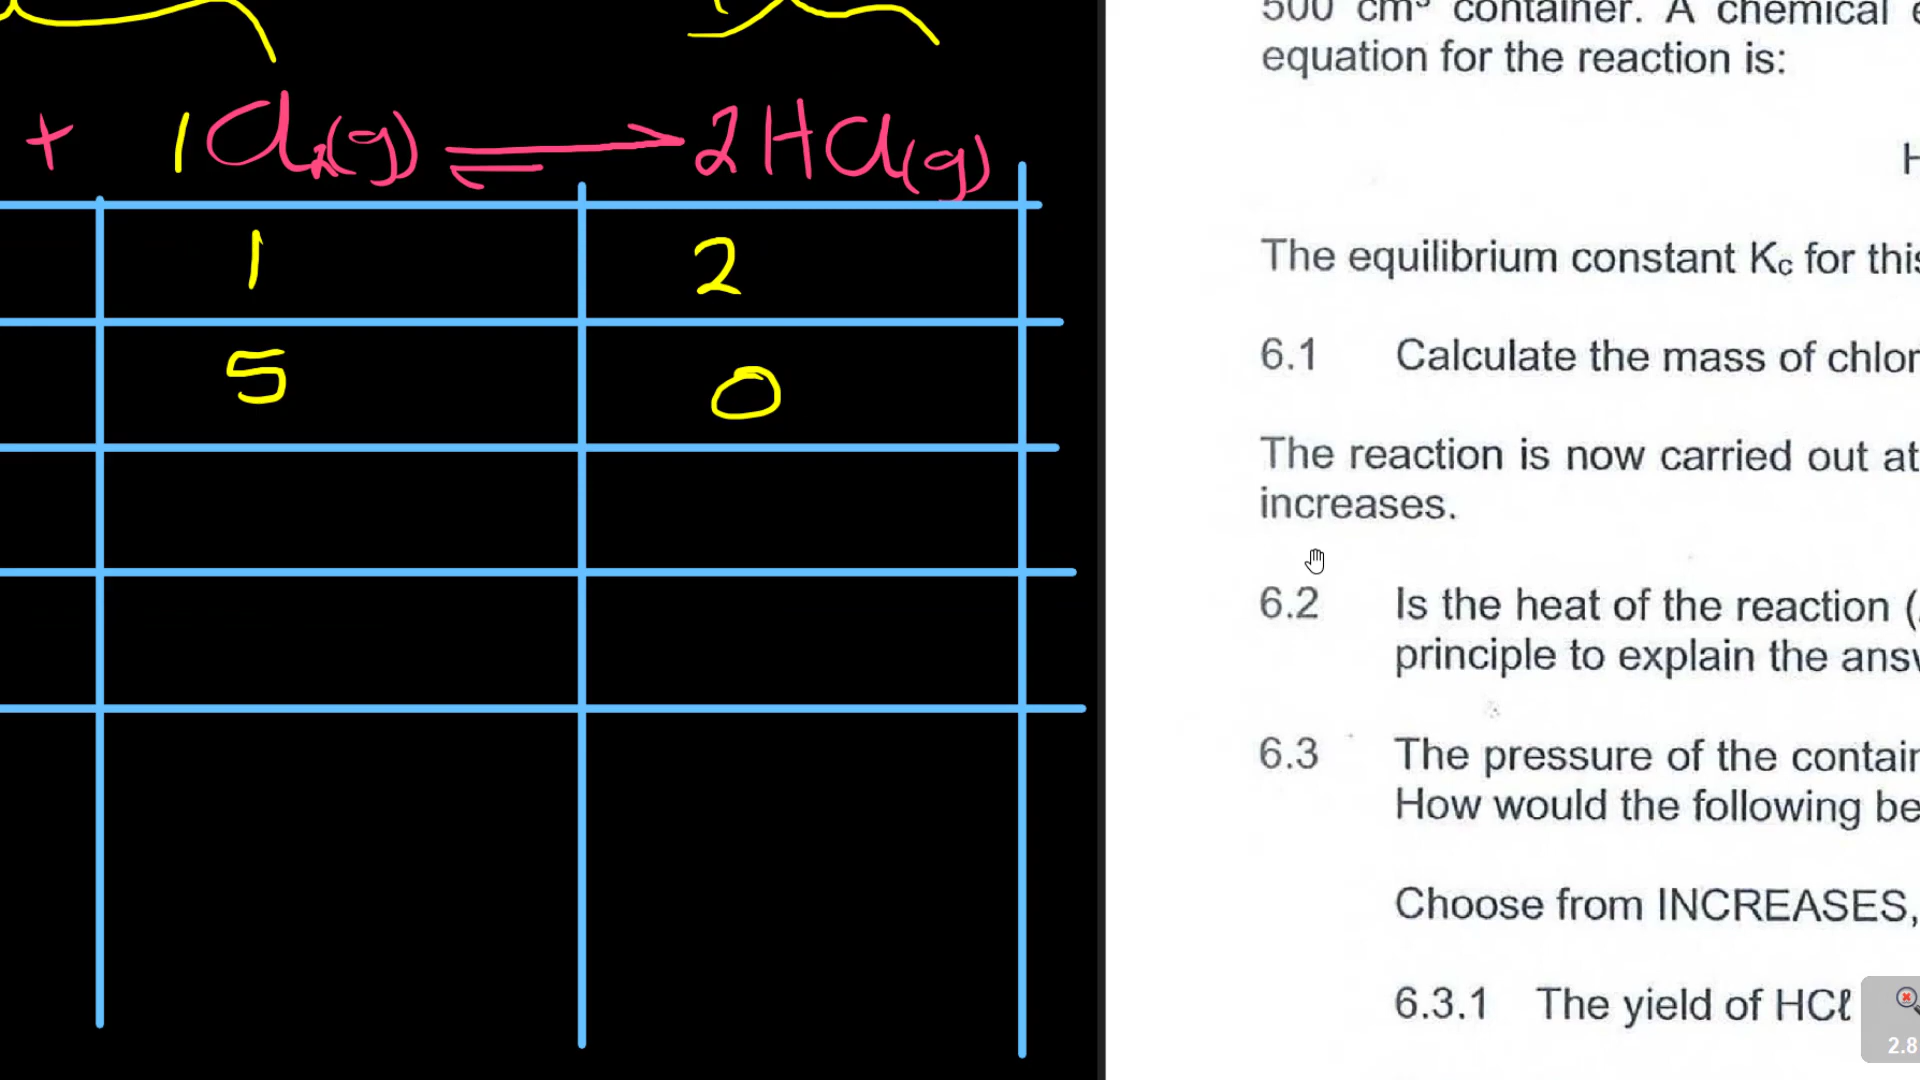 + 1Cl₂(g) ⇌ 2HCl(g)
1 2
5 0
500 cm³ container. A chemical
equation for the reaction is:
H
The equilibrium constant Kc for this
6.1 Calculate the mass of chlor
The reaction is now carried out at
increases.
6.2 Is the heat of the reaction (
principle to explain the answ
6.3 The pressure of the contain
How would the following be
Choose from INCREASES,
6.3.1 The yield of HCℓ
2.8